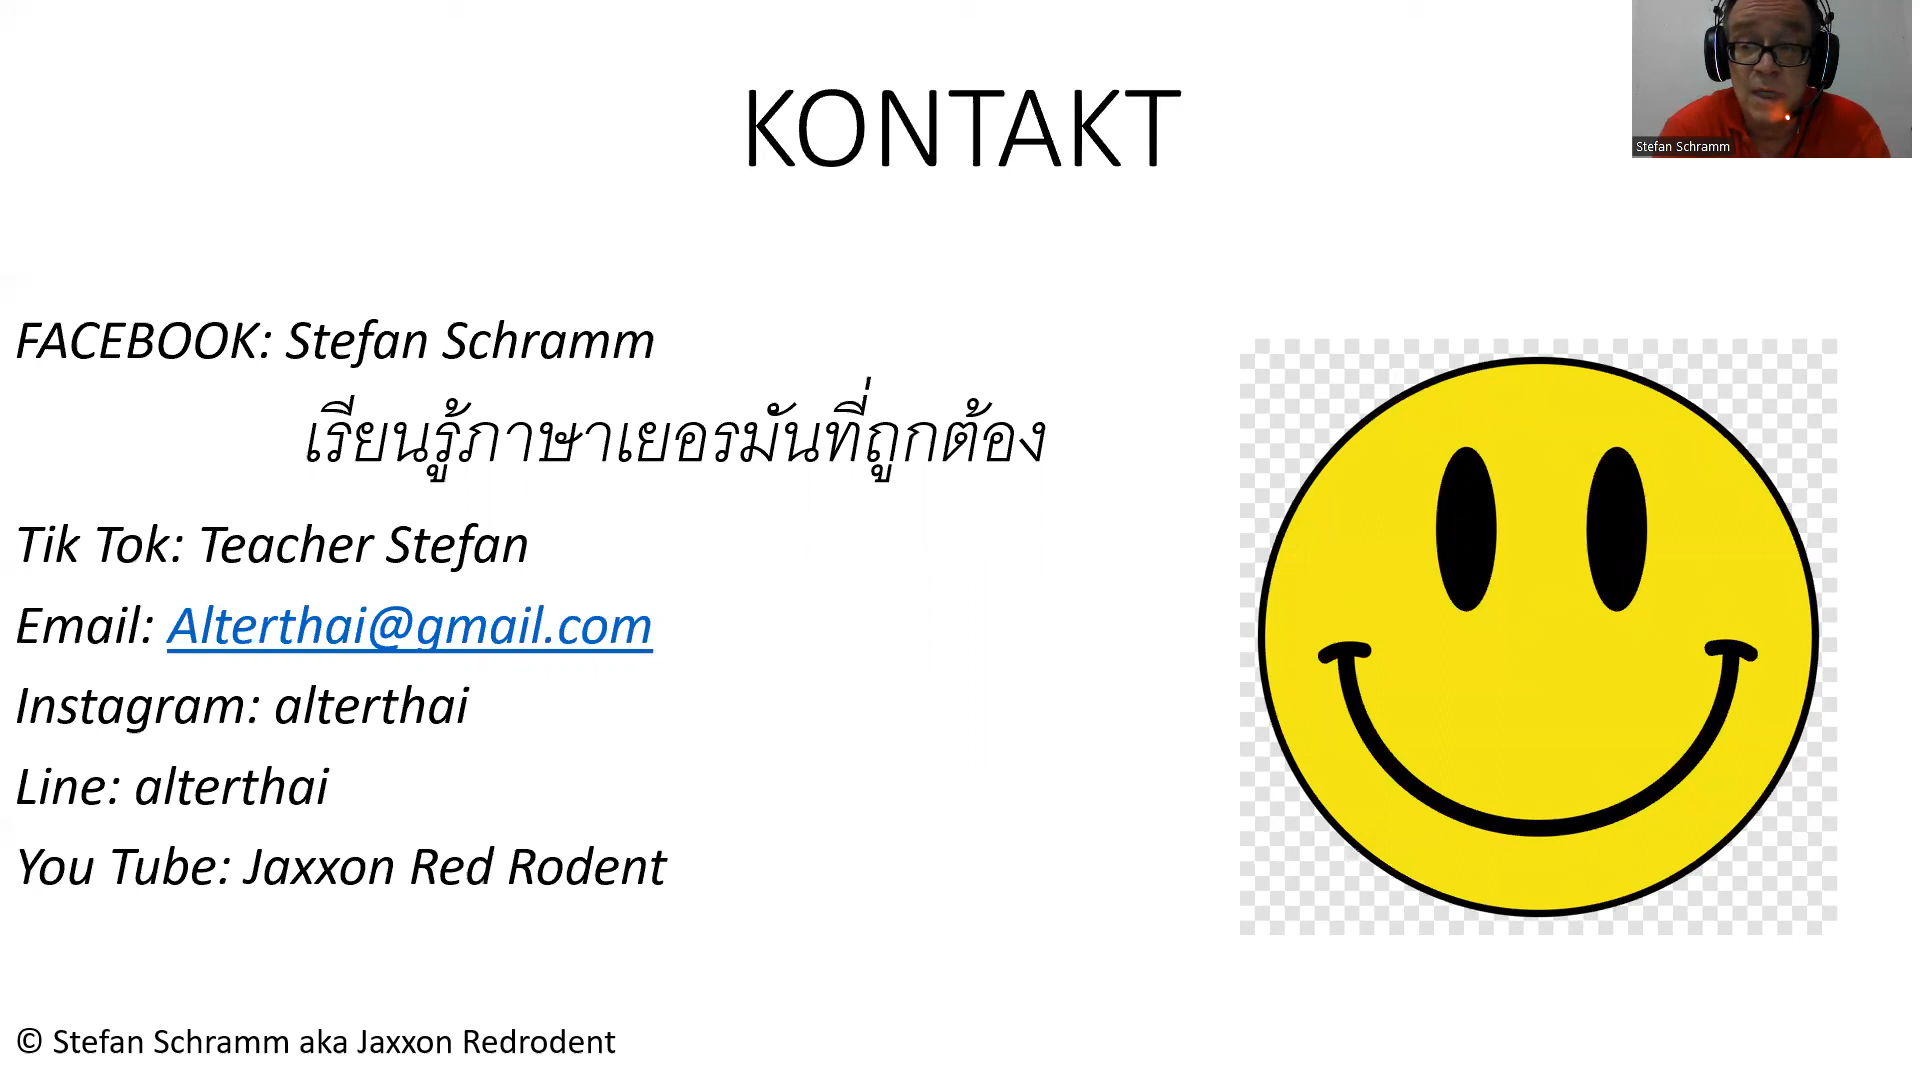 KONTAKT
Stefan Schramm
FACEBOOK: Stefan Schramm
เรียนรู้ภาษาเยอรมันที่ถูกต้อง
Tik Tok: Teacher Stefan
Email: Alterthai@gmail.com
Instagram: alterthai
Line: alterthai
You Tube: Jaxxon Red Rodent
© Stefan Schramm aka Jaxxon Redrodent